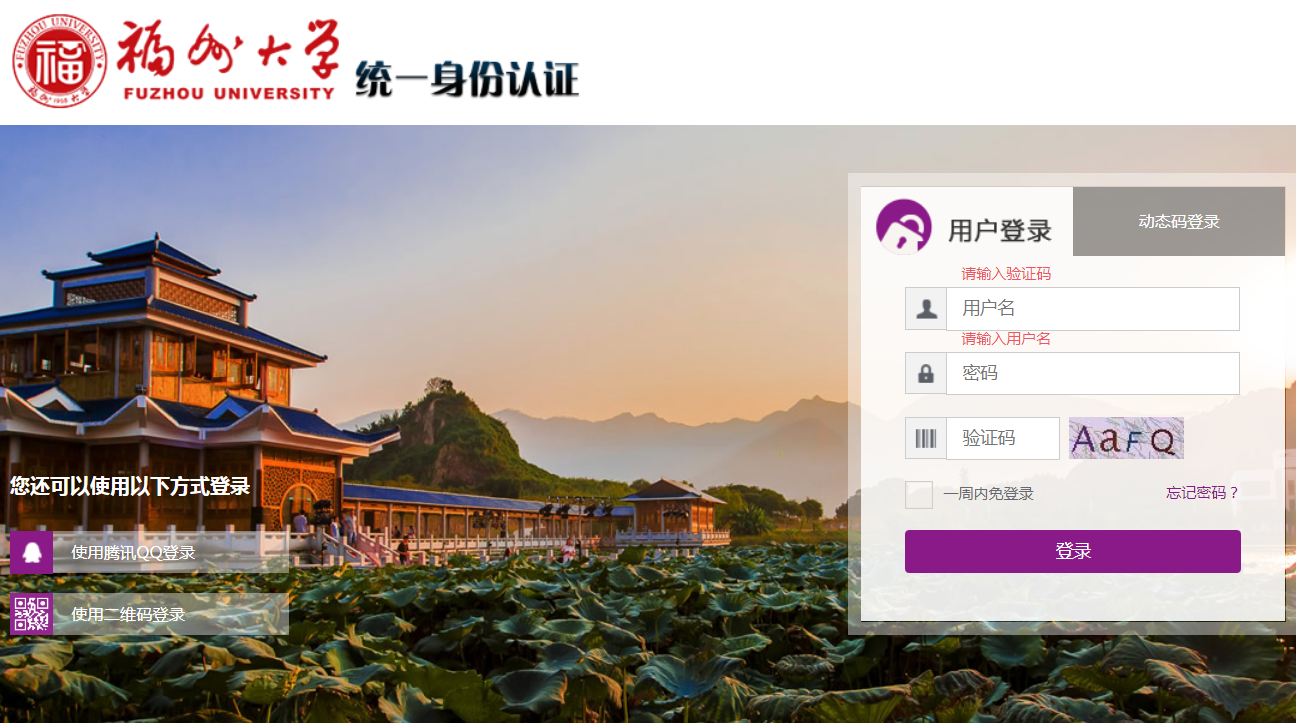 FUZHOU UNIVERSITY
福
福州大学
1958
福州大学
FUZHOU UNIVERSITY
统一身份认证
用户登录
动态码登录
请输入验证码
用户名
请输入用户名
密码
验证码
AaFQ
一周内免登录
忘记密码？
登录
您还可以使用以下方式登录
使用腾讯QQ登录
使用二维码登录